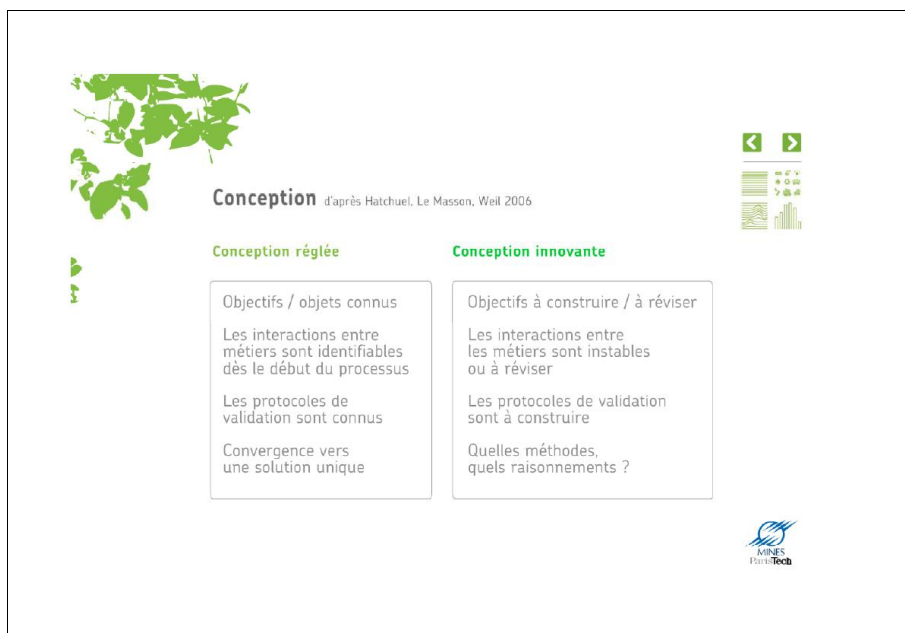 Conception d'après Hatchuel, Le Masson, Weil 2006
Conception réglée
Objectifs / objets connus
Les interactions entre
métiers sont identifiables
dès le début du processus
Les protocoles de
validation sont connus
Convergence vers
une solution unique
Conception innovante
Objectifs à construire / à réviser
Les interactions entre
les métiers sont instables
ou à réviser
Les protocoles de validation
sont à construire
Quelles méthodes,
quels raisonnements ?
MINES
ParisTech